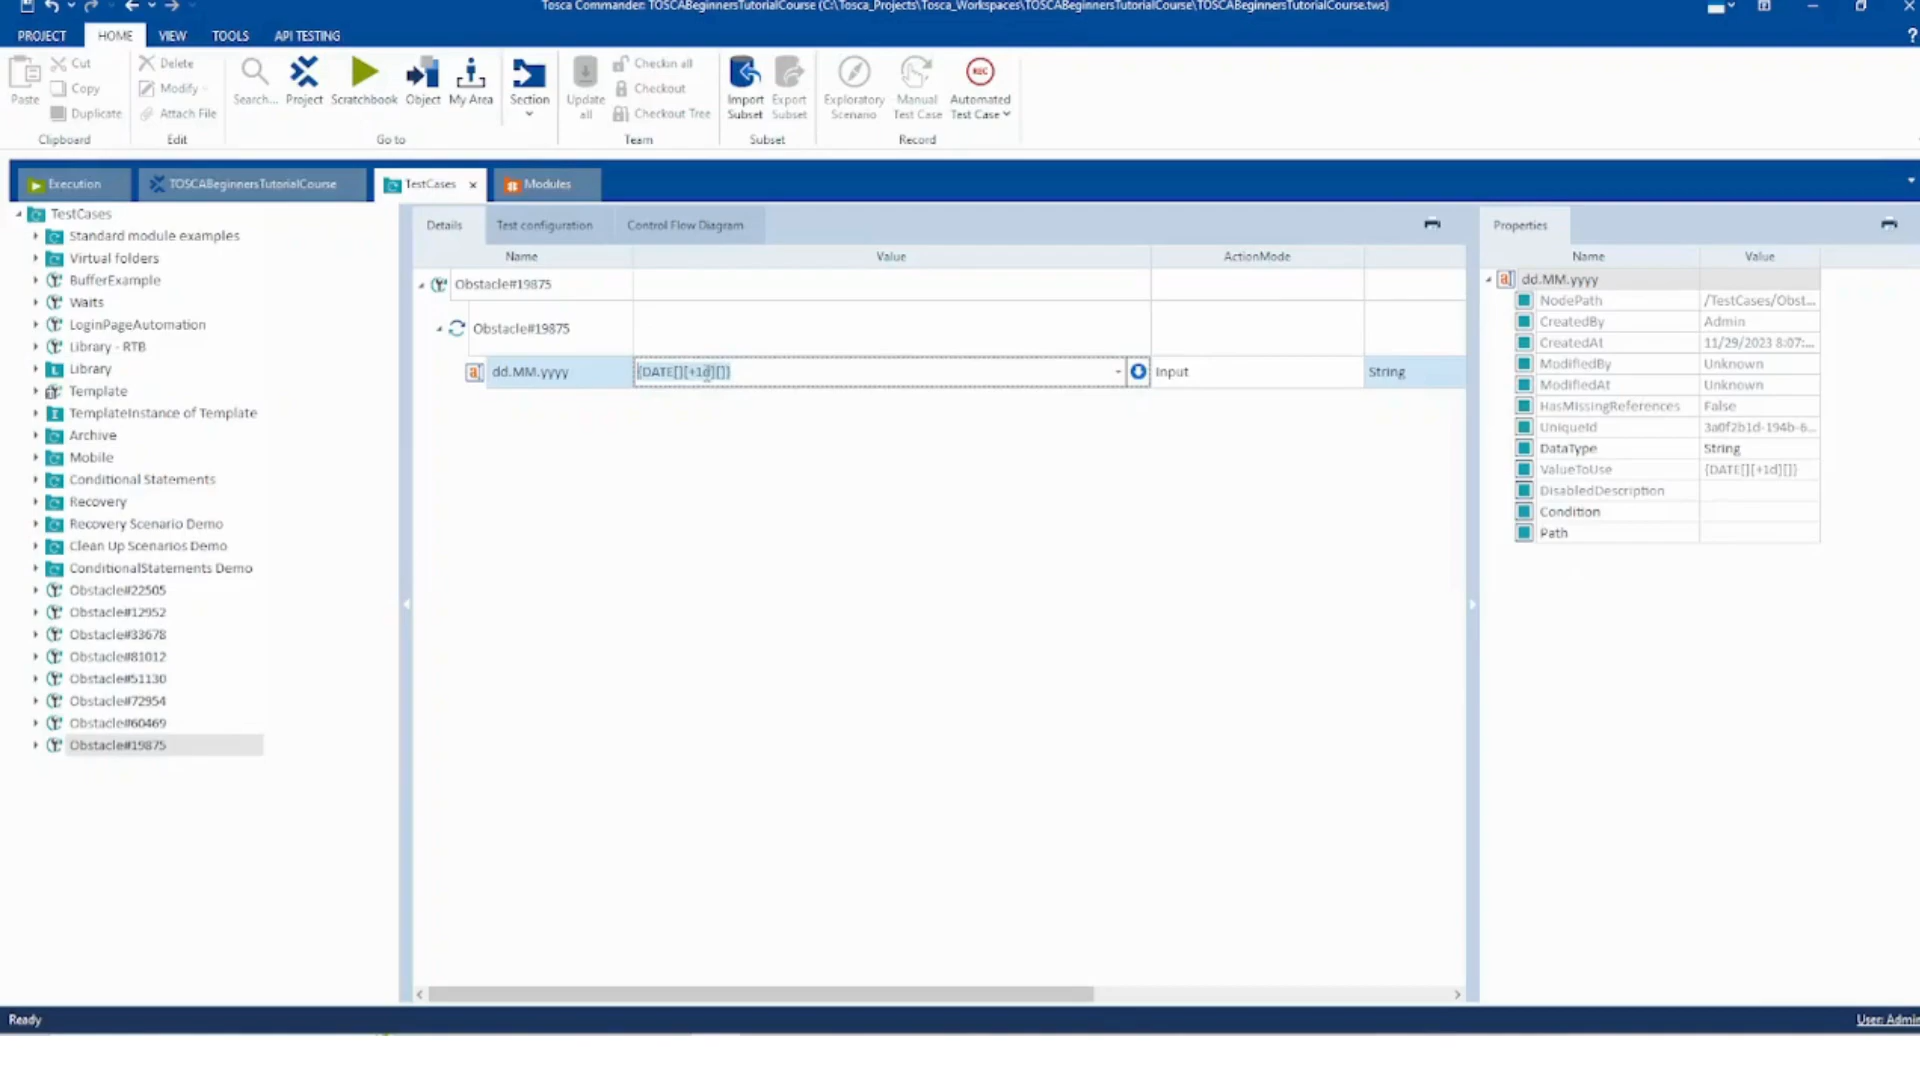 Tosca Commander: TOSCABeginnersTutorialCourse (C:\Tosca_Projects\Tosca_Workspaces\TOSCABeginnersTutorialCourse\TOSCABeginnersTutorialCourse.tws)
PROJECT HOME VIEW TOOLS API TESTING ?
Paste Cut Copy Duplicate
Clipboard
Delete Modify Attach File
Edit
Search... Project Scratchbook Object My Area
Go to
Section
Update all Checkin all Checkout Checkout Tree
Team
Import Subset Export Subset
Subset
Exploratory Scenario Manual Test Case REC Automated Test Case
Record
Execution TOSCABeginnersTutorialCourse TestCases × Modules
TestCases
Standard module examples
Virtual folders
BufferExample
Waits
LoginPageAutomation
Library - RTB
Library
Template
TemplateInstance of Template
Archive
Mobile
Conditional Statements
Recovery
Recovery Scenario Demo
Clean Up Scenarios Demo
ConditionalStatements Demo
Obstacle#22505
Obstacle#12952
Obstacle#33678
Obstacle#81012
Obstacle#51130
Obstacle#72954
Obstacle#60469
Obstacle#19875
Details Test configuration Control Flow Diagram
Name Value ActionMode
Obstacle#19875
Obstacle#19875
dd.MM.yyyy {DATE[][+1d][]} Input String
Properties
Name Value
dd.MM.yyyy
NodePath /TestCases/Obst...
CreatedBy Admin
CreatedAt 11/29/2023 8:07:...
ModifiedBy Unknown
ModifiedAt Unknown
HasMissingReferences False
UniqueId 3a0f2b1d-194b-6...
DataType String
ValueToUse {DATE[][+1d][]}
DisabledDescription
Condition
Path
Ready
User: Admin